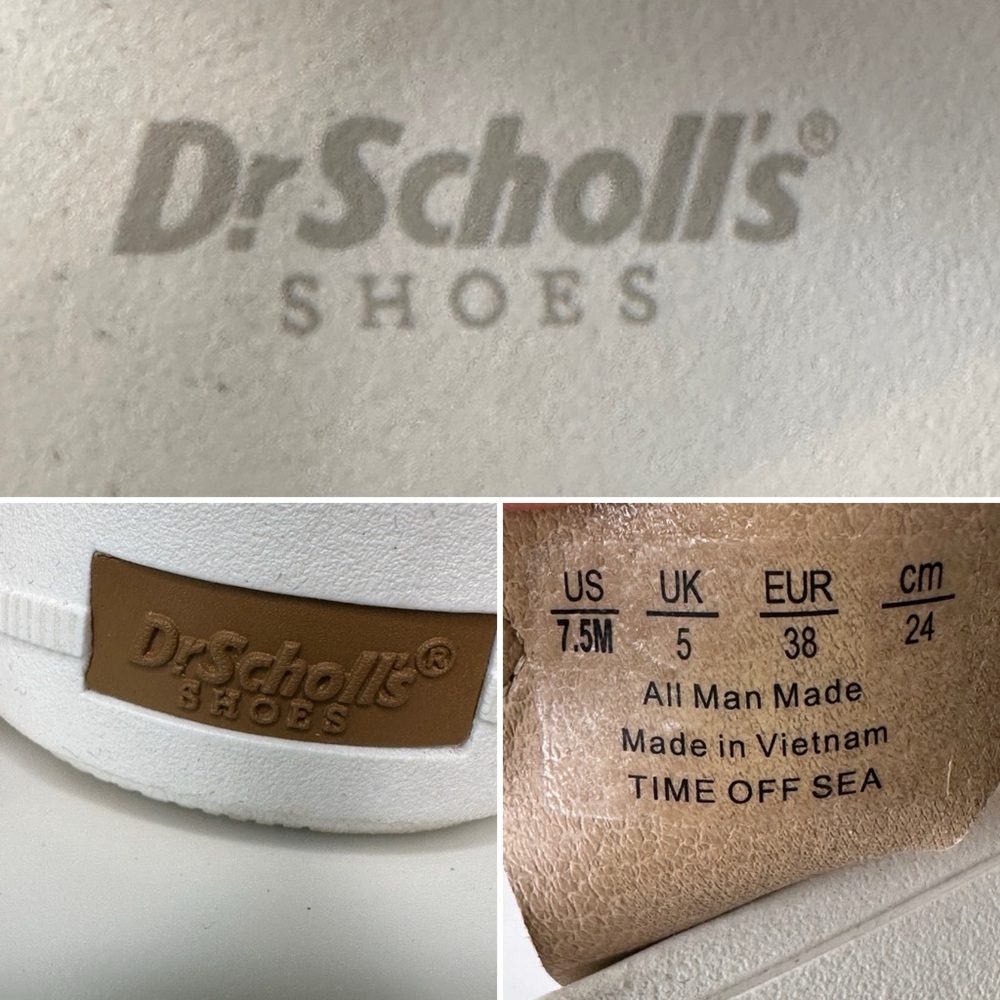 Dr.Scholl's®
SHOES
Dr.Scholl's®
SHOES
US UK EUR cm
7.5M 5 38 24
All Man Made
Made in Vietnam
TIME OFF SEA